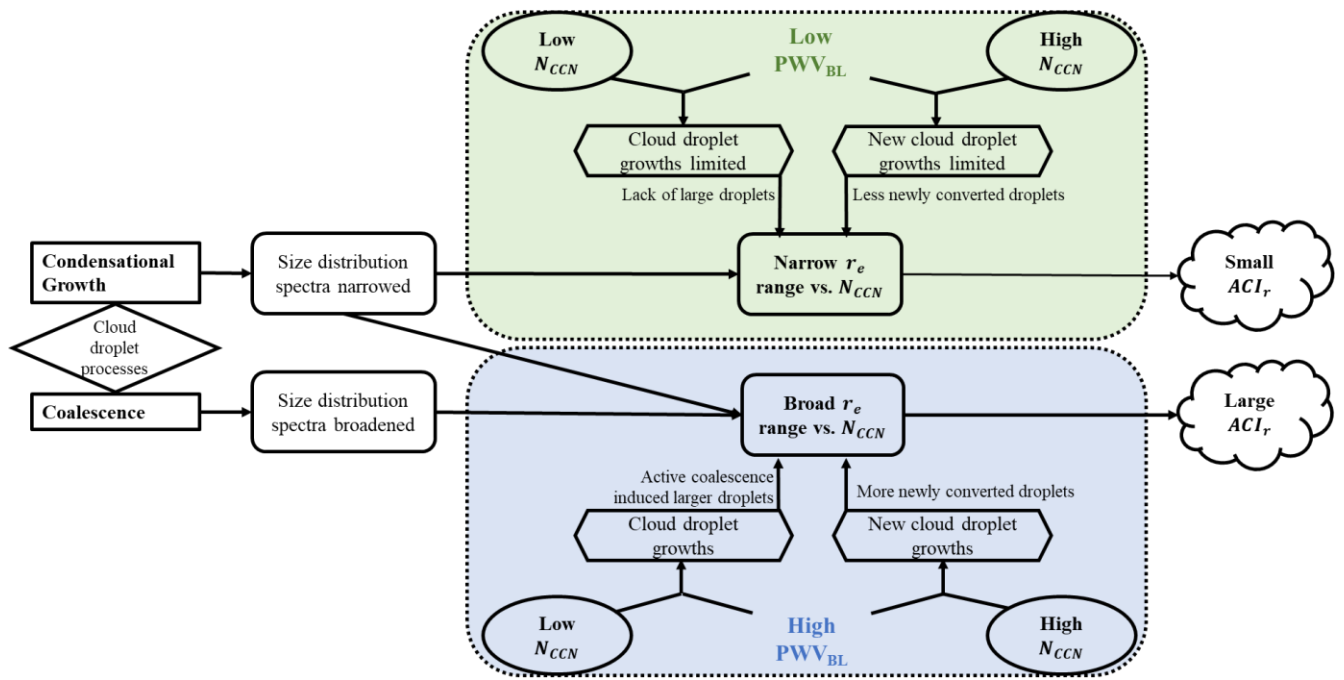 Low
N_CCN
Low
PWV_BL
High
N_CCN
Cloud droplet
growths limited
New cloud droplet
growths limited
Lack of large droplets
Less newly converted droplets
Condensational
Growth
Size distribution
spectra narrowed
Narrow r_e
range vs. N_CCN
Small
ACI_r
Cloud
droplet
processes
Coalescence
Size distribution
spectra broadened
Broad r_e
range vs. N_CCN
Large
ACI_r
Active coalescence
induced larger droplets
More newly converted droplets
Cloud droplet
growths
New cloud droplet
growths
Low
N_CCN
High
PWV_BL
High
N_CCN